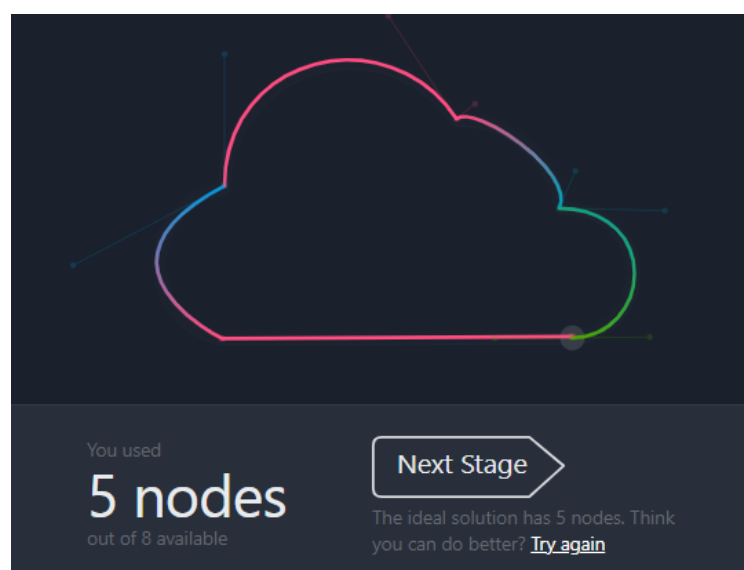 You used
5 nodes
out of 8 available
Next Stage
The ideal solution has 5 nodes. Think
you can do better? Try again